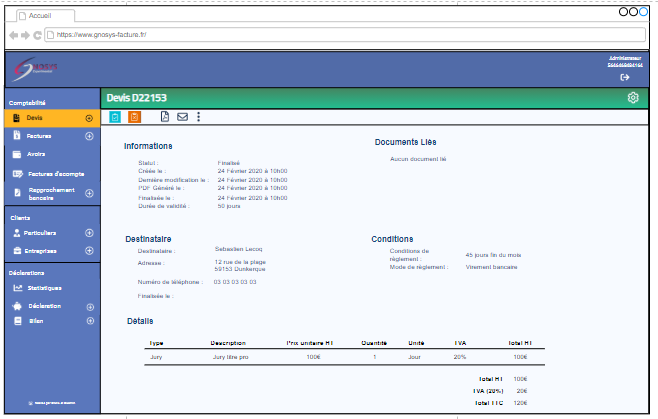 Accueil
https://www.gnosys-facture.fr/
GNOSYS
Administrateur
Comptabilité
Devis D22153
Devis
Factures
Avoirs
Factures d'acompte
Rapprochement
bancaire
Clients
Particuliers
Entreprises
Déclarations
Statistiques
Déclaration
Bilan
Informations
Documents Liés
Statut : Finalisé
Aucun document lié
Créée le : 24 Février 2020 à 10h00
Dernière modification le : 24 Février 2020 à 10h00
PDF Généré le : 24 Février 2020 à 10h00
Finalisée le : 24 Février 2020 à 10h00
Durée de validité : 50 jours
Destinataire
Destinataire : Sebastien Lecoq
Adresse : 12 rue de la plage
59153 Dunkerque
Numéro de téléphone : 03 03 03 03 03
Finalisée le :
Conditions
Conditions de
règlement : 45 jours fin du mois
Mode de règlement : Virement bancaire
Détails
Type Description Prix unitaire HT Quantité Unité TVA Total HT
Jury Jury titre pro 100€ 1 Jour 20% 100€
Total HT 100€
TVA (20%) 20€
Total TTC 120€